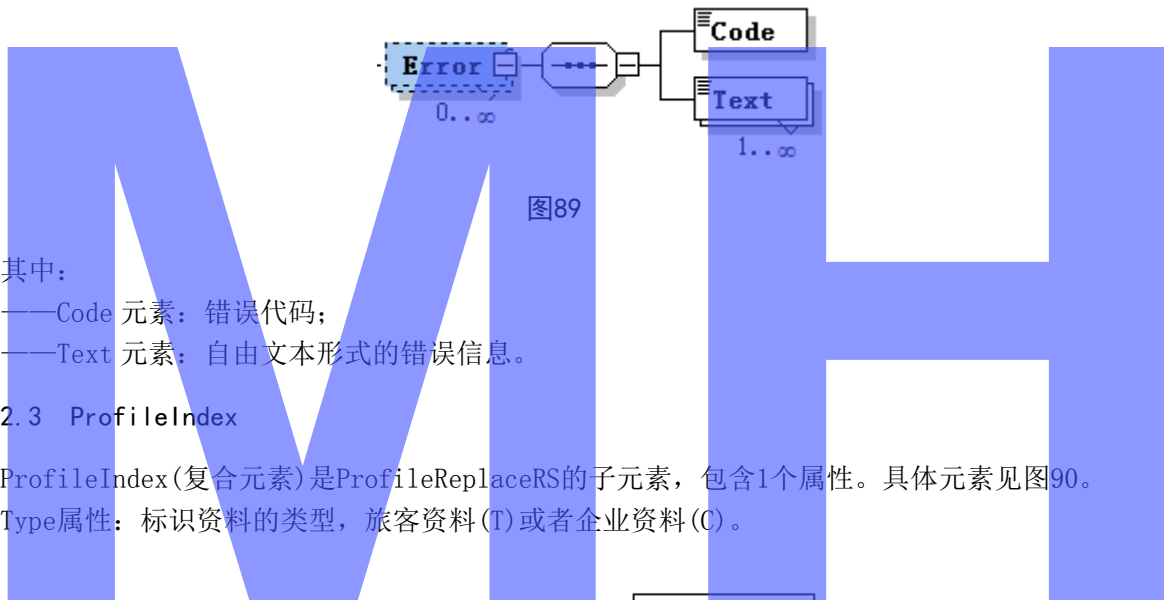 Code
Error
0..∞
Text
1..∞
图89
其中：
——Code 元素：错误代码；
——Text 元素：自由文本形式的错误信息。
2.3 ProfileIndex
ProfileIndex(复合元素)是ProfileReplaceRS的子元素，包含1个属性。具体元素见图90。
Type属性：标识资料的类型，旅客资料(T)或者企业资料(C)。
MH